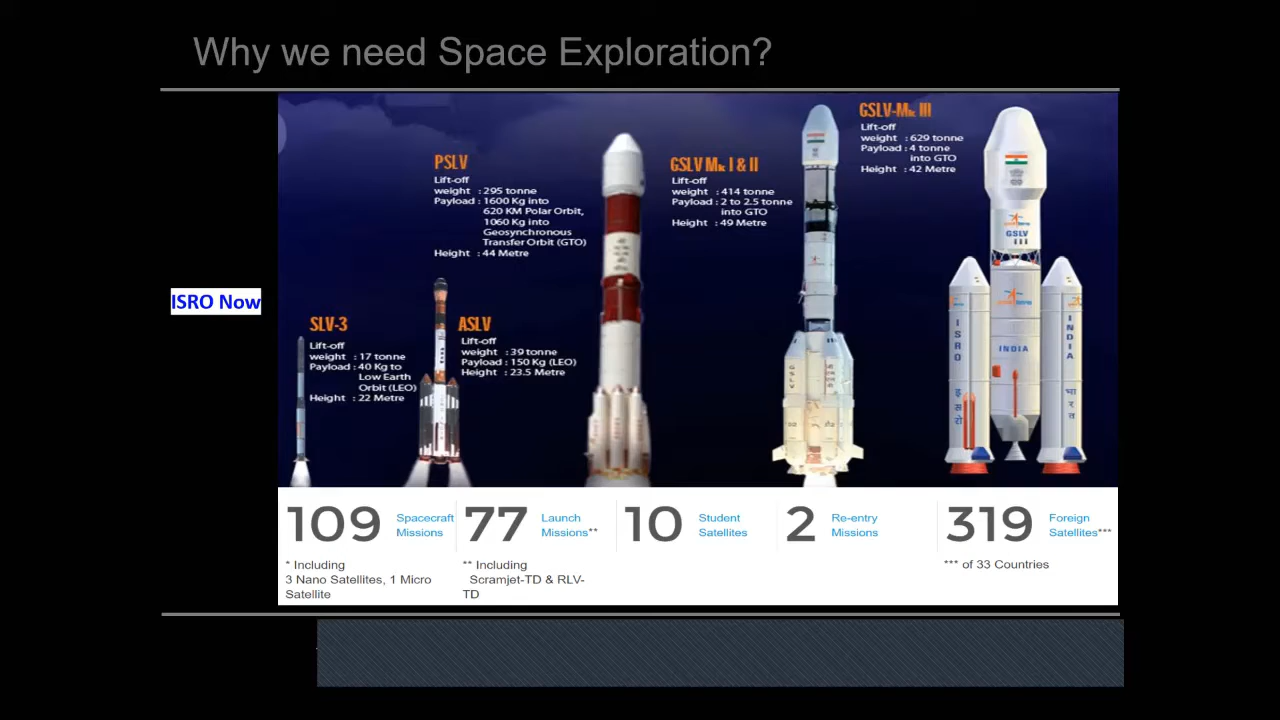 Why we need Space Exploration?
ISRO Now
SLV-3
Lift-off
weight : 17 tonne
Payload : 40 Kg to
Low Earth
Orbit (LEO)
Height : 22 Metre
ASLV
Lift-off
weight : 39 tonne
Payload : 150 Kg (LEO)
Height : 23.5 Metre
PSLV
Lift-off
weight : 295 tonne
Payload : 1600 Kg into
620 KM Polar Orbit,
1060 Kg into
Geosynchronous
Transfer Orbit (GTO)
Height : 44 Metre
GSLV Mk I & II
Lift-off
weight : 414 tonne
Payload : 2 to 2.5 tonne
into GTO
Height : 49 Metre
GSLV-Mk III
Lift-off
weight : 629 tonne
Payload : 4 tonne
into GTO
Height : 42 Metre
GSLV
III
ISRO
इसरो
INDIA
INDIA
भारत
GSLV
109 Spacecraft
Missions
* Including
3 Nano Satellites, 1 Micro
Satellite
77 Launch
Missions**
** Including
Scramjet-TD & RLV-
TD
10 Student
Satellites
2 Re-entry
Missions
319 Foreign
Satellites***
*** of 33 Countries